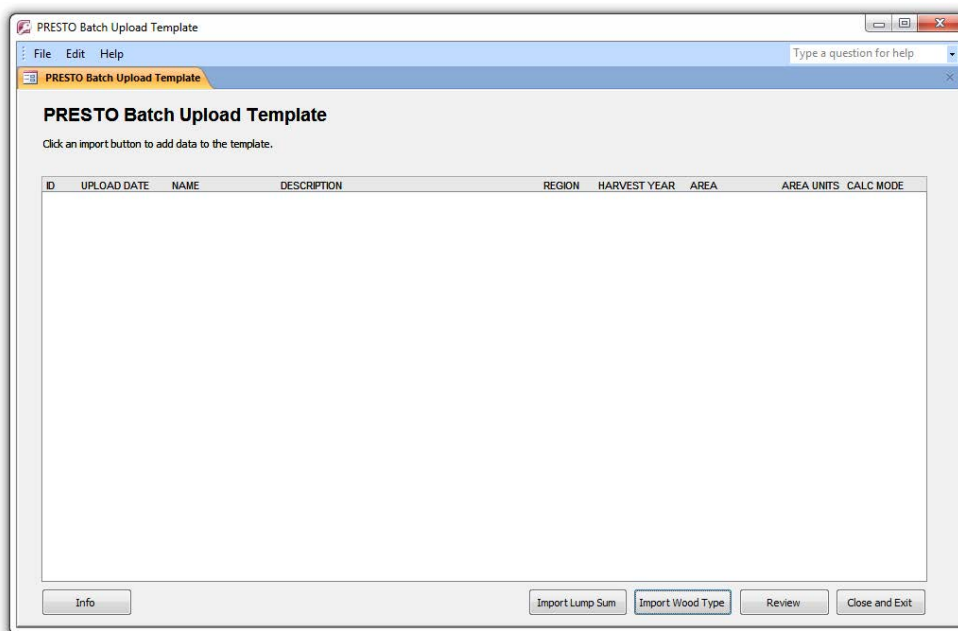 PRESTO Batch Upload Template
File Edit Help Type a question for help
PRESTO Batch Upload Template
PRESTO Batch Upload Template
Click an import button to add data to the template.
ID UPLOAD DATE NAME DESCRIPTION REGION HARVEST YEAR AREA AREA UNITS CALC MODE
Info Import Lump Sum Import Wood Type Review Close and Exit